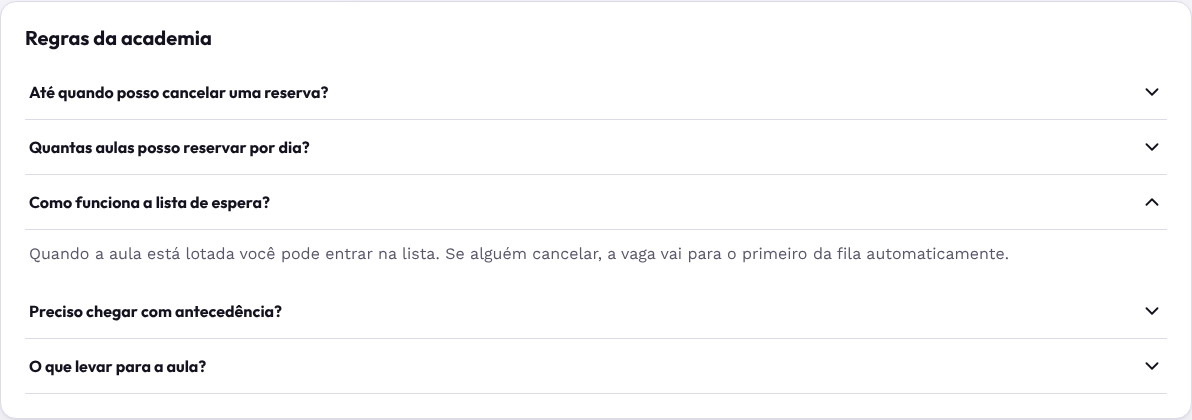 Regras da academia
Até quando posso cancelar uma reserva?
Quantas aulas posso reservar por dia?
Como funciona a lista de espera?
Quando a aula está lotada você pode entrar na lista. Se alguém cancelar, a vaga vai para o primeiro da fila automaticamente.
Preciso chegar com antecedência?
O que levar para a aula?